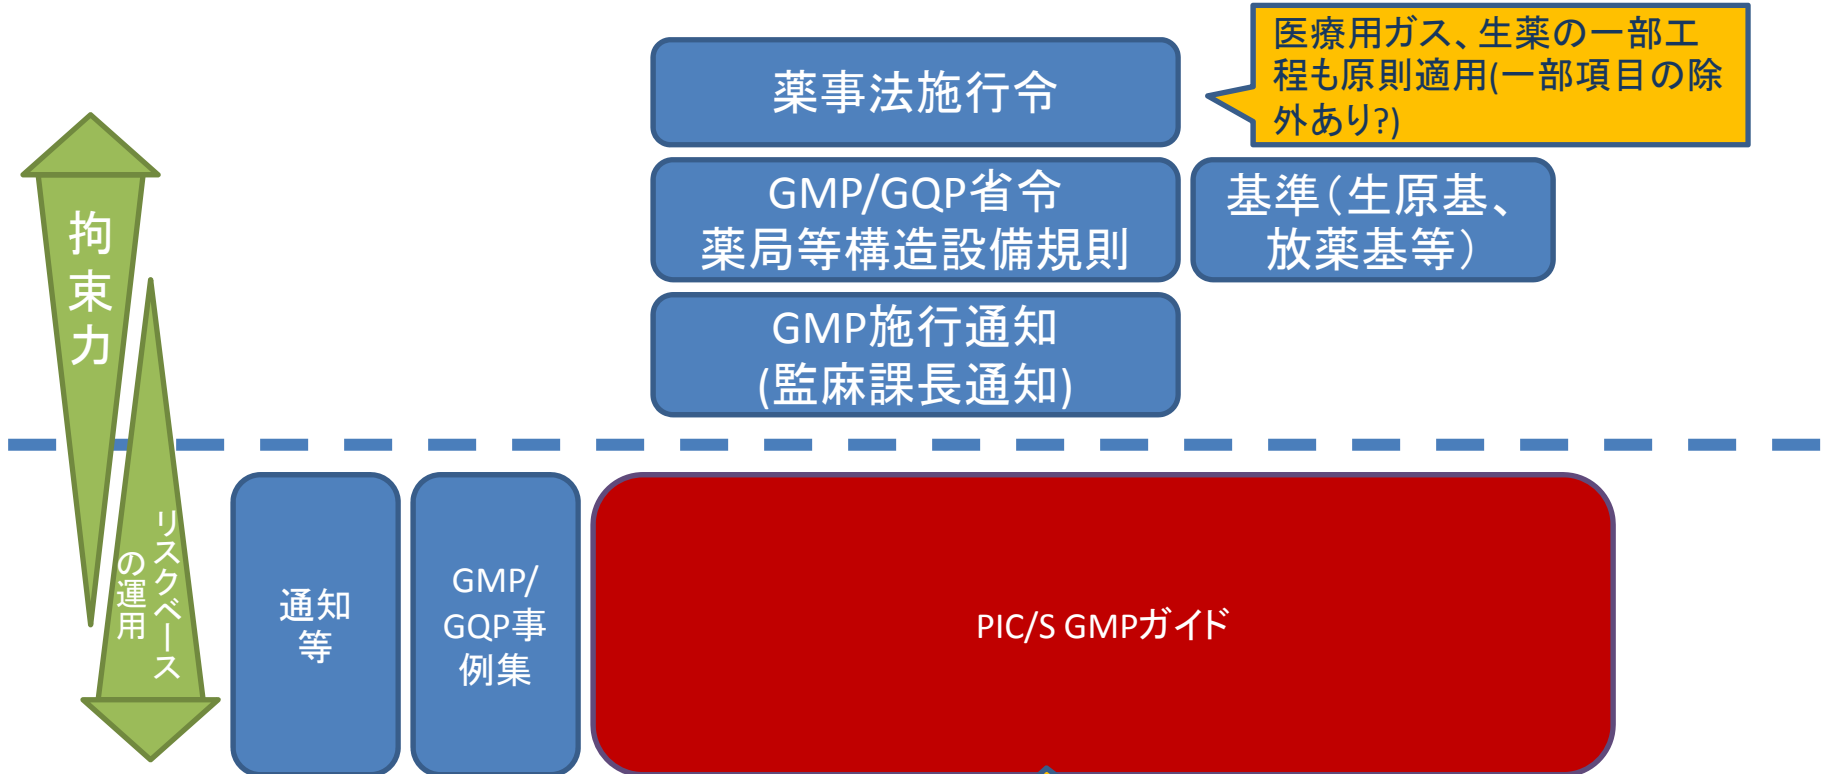 医療用ガス、生薬の一部工
程も原則適用(一部項目の除
外あり?)
薬事法施行令
GMP/GQP省令
薬局等構造設備規則
基準(生原基、
放薬基等)
GMP施行通知
(監麻課長通知)
拘束力
リスクベース
の運用
通知
等
GMP/
GQP事
例集
PIC/S GMPガイド